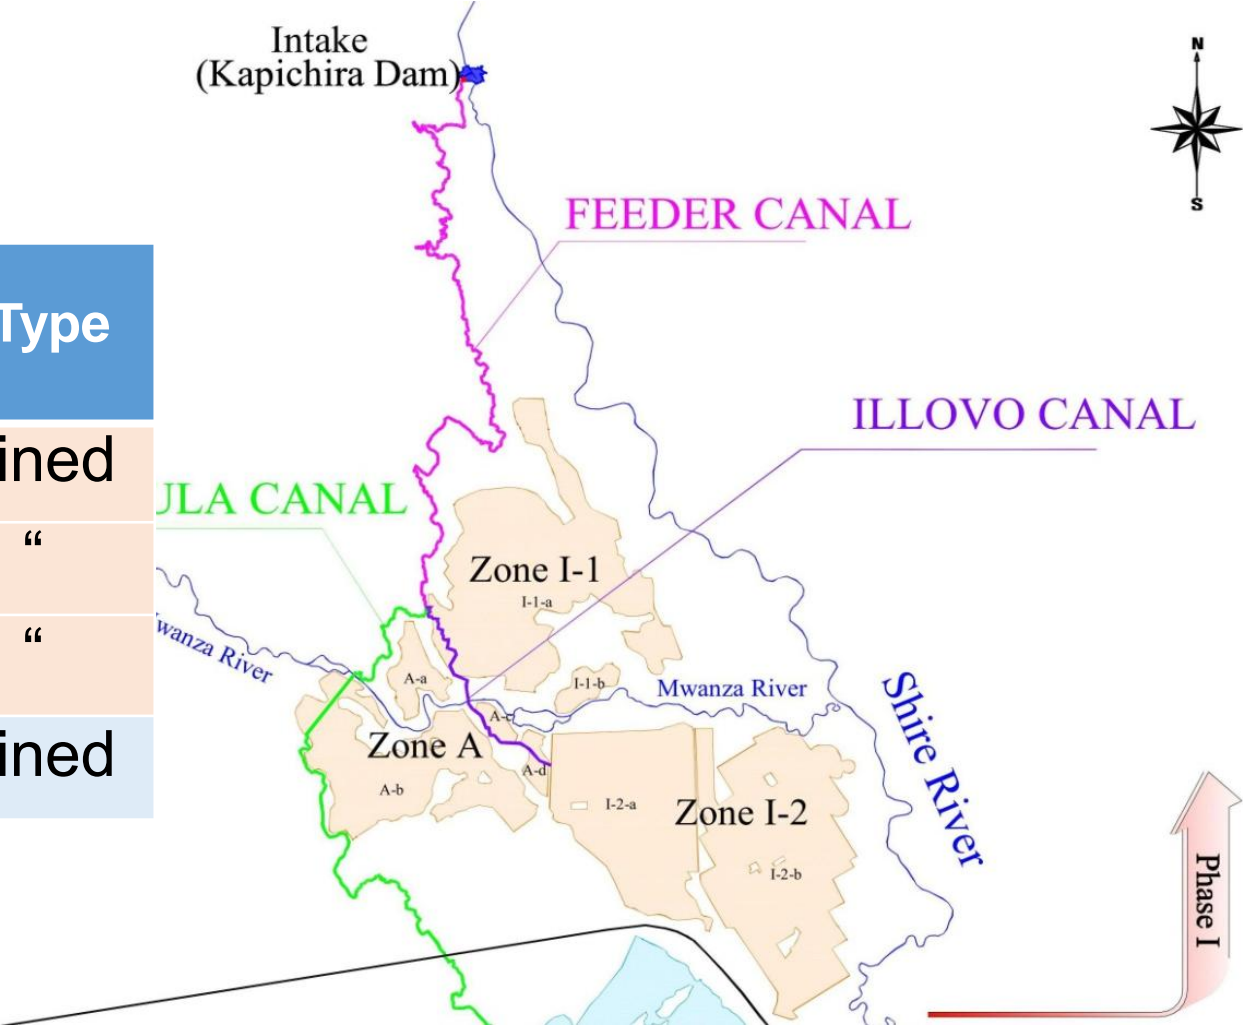 Intake
(Kapichira Dam)
N
S
FEEDER CANAL
Type
ILLOVO CANAL
ined
ULA CANAL
“
Zone I-1
I-1-a
“
wanza River
A-a
I-1-b
Mwanza River
Shire River
A-c
Zone A
ined
A-d
A-b
I-2-a
Zone I-2
I-2-b
Phase I